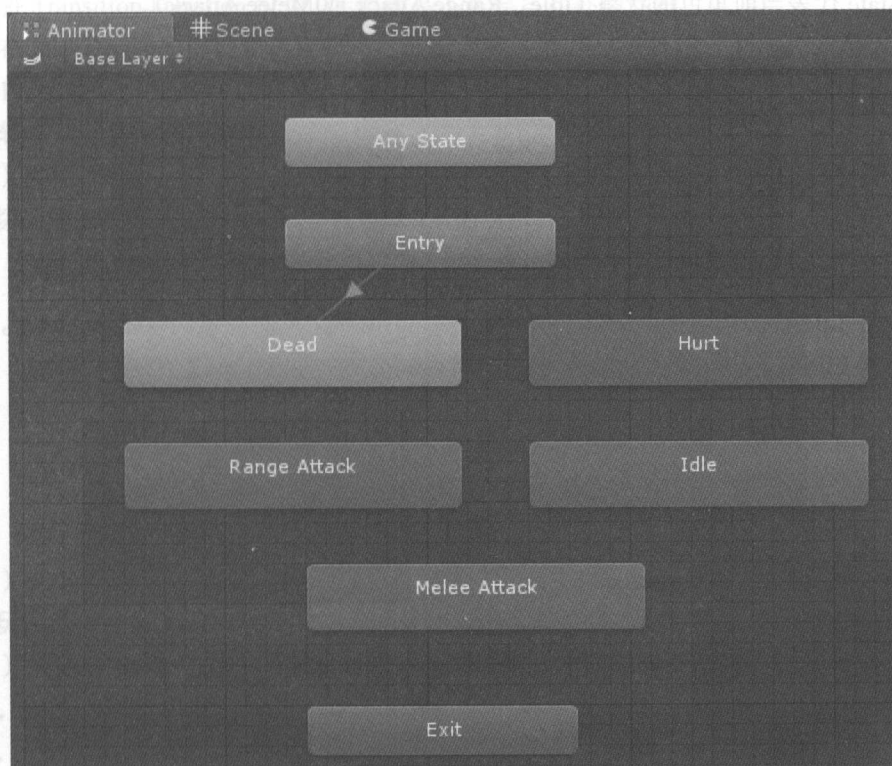 Animator Scene Game
Base Layer
Any State
Entry
Dead Hurt
Range Attack Idle
Melee Attack
Exit